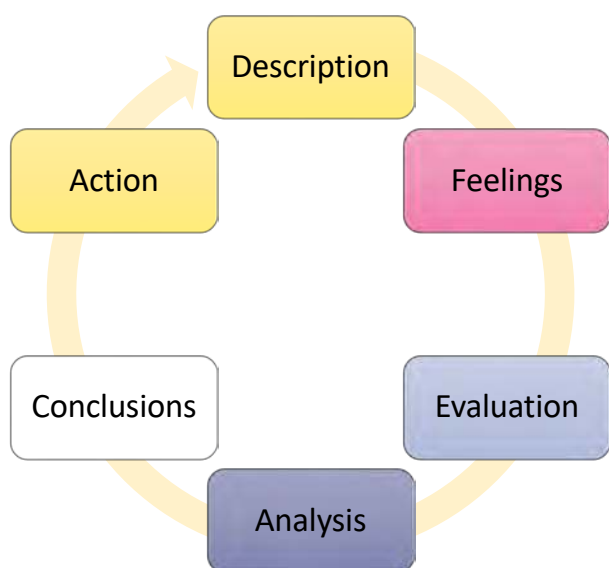 Description
Feelings
Evaluation
Analysis
Conclusions
Action